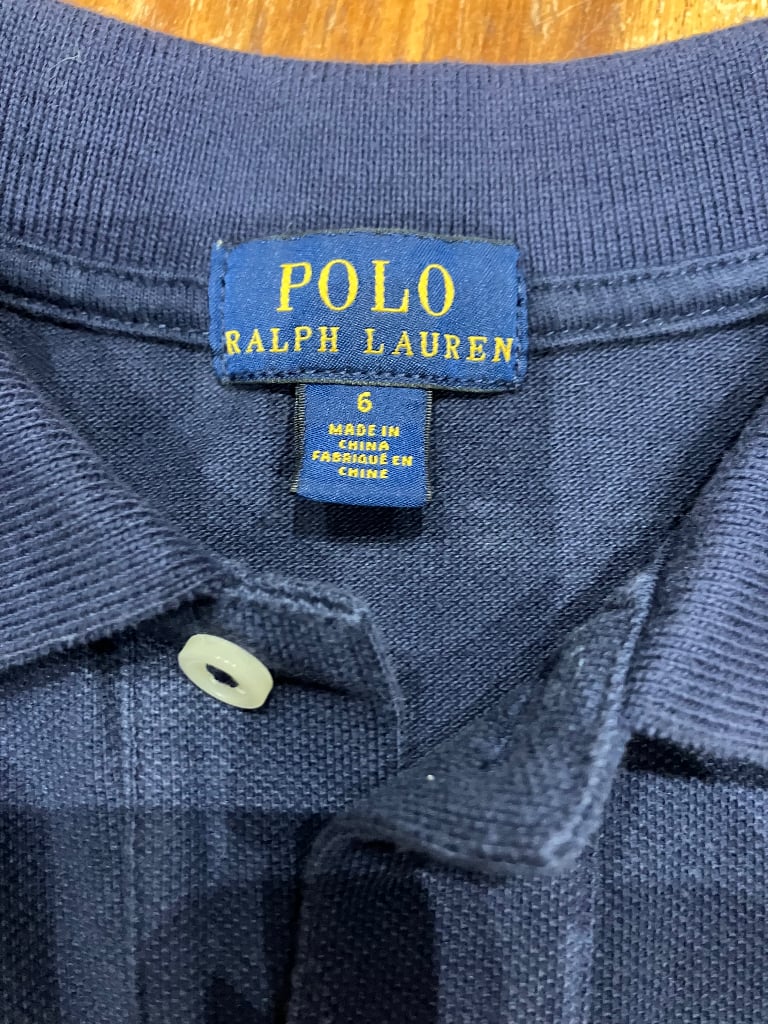 POLO
RALPH LAUREN
6
MADE IN
CHINA
FABRIQUÉ EN
CHINE